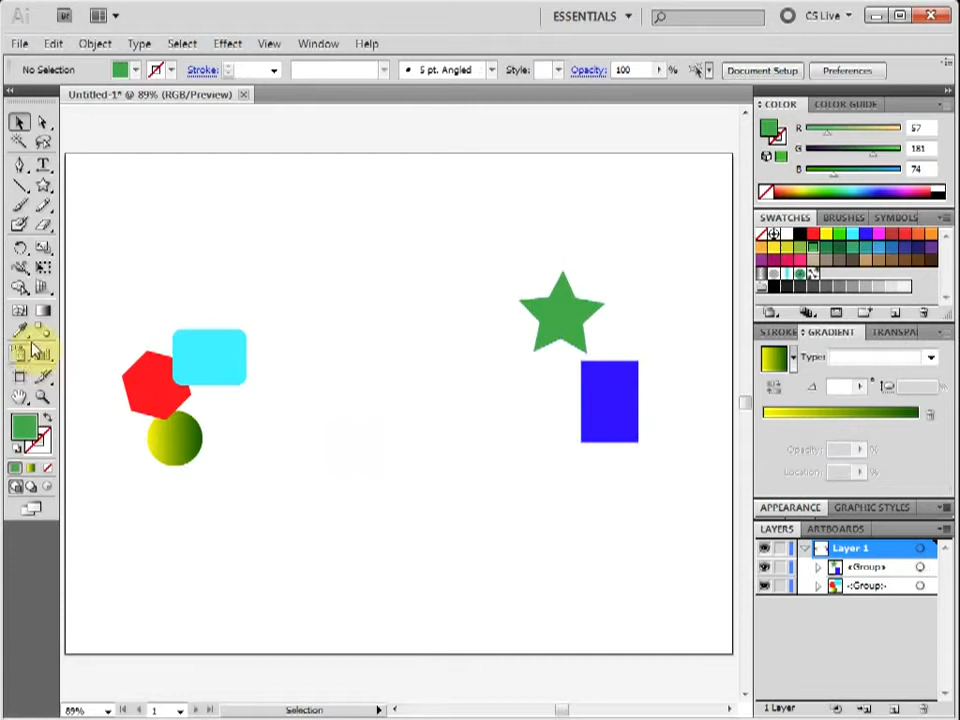 Ai Br ESSENTIALS CS Live
File Edit Object Type Select Effect View Window Help
No Selection Stroke: 5 pt. Angled Style: Opacity: 100 % Document Setup Preferences
Untitled-1* @ 89% (RGB/Preview)
COLOR COLOR GUIDE
R 57
G 181
B 74
SWATCHES BRUSHES SYMBOLS
STROKE GRADIENT TRANSPA
Type:
Opacity: %
Location: %
APPEARANCE GRAPHIC STYLES
LAYERS ARTBOARDS
Layer 1
<Group>
<Group>
89% 1 Selection
1 Layer